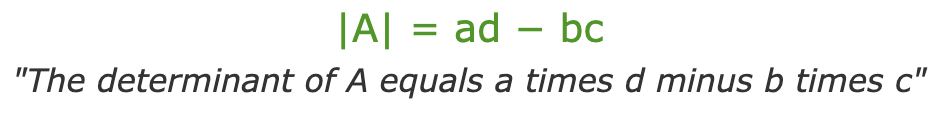 |A| = ad − bc
"The determinant of A equals a times d minus b times c"